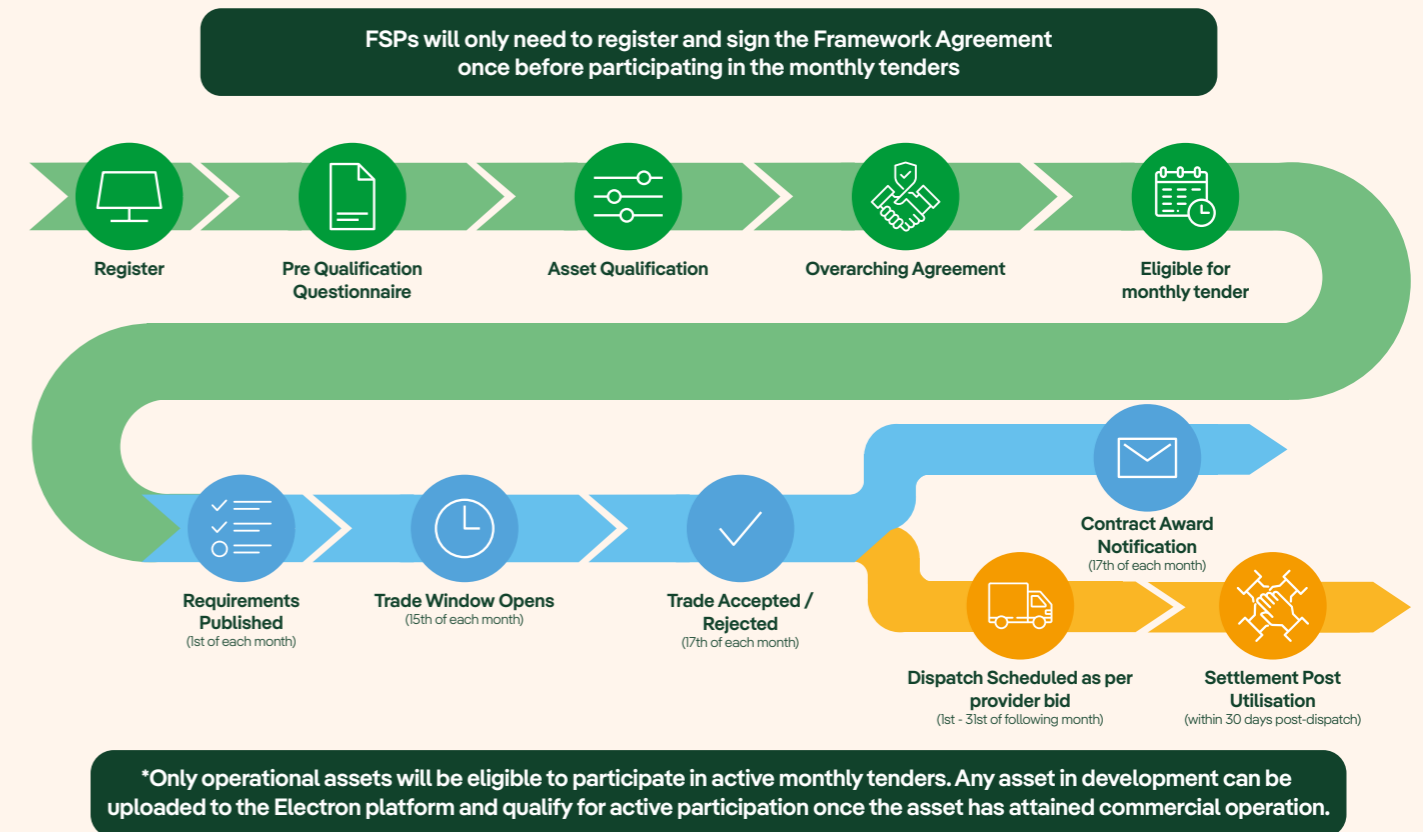 FSPs will only need to register and sign the Framework Agreement
once before participating in the monthly tenders
Register
Pre Qualification
Questionnaire
Asset Qualification
Overarching Agreement
Eligible for
monthly tender
Requirements
Published
(1st of each month)
Trade Window Opens
(15th of each month)
Trade Accepted /
Rejected
(17th of each month)
Contract Award
Notification
(17th of each month)
Dispatch Scheduled as per
provider bid
(1st - 31st of following month)
Settlement Post
Utilisation
(within 30 days post-dispatch)
*Only operational assets will be eligible to participate in active monthly tenders. Any asset in development can be
uploaded to the Electron platform and qualify for active participation once the asset has attained commercial operation.